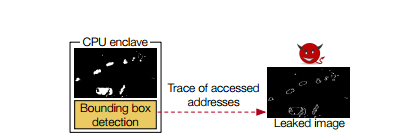 CPU enclave
Bounding box
detection
Trace of accessed
addresses
Leaked image